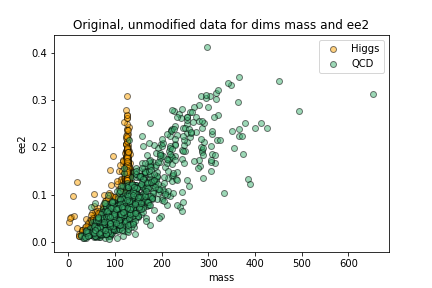 Original, unmodified data for dims mass and ee2
Higgs
QCD
0.4
0.3
0.2
0.1
0.0
ee2
0 100 200 300 400 500 600
mass